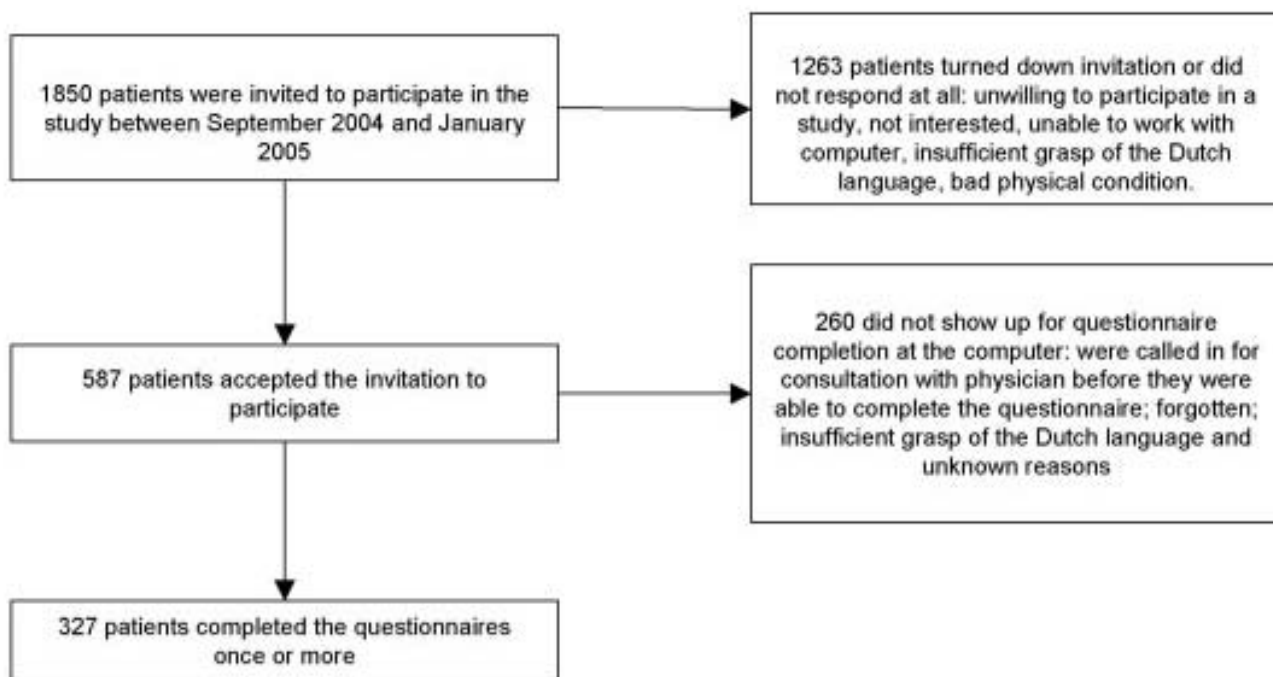 1850 patients were invited to participate in the
study between September 2004 and January
2005
1263 patients turned down invitation or did
not respond at all: unwilling to participate in a
study, not interested, unable to work with
computer, insufficient grasp of the Dutch
language, bad physical condition.
587 patients accepted the invitation to
participate
260 did not show up for questionnaire
completion at the computer: were called in for
consultation with physician before they were
able to complete the questionnaire; forgotten;
insufficient grasp of the Dutch language and
unknown reasons
327 patients completed the questionnaires
once or more